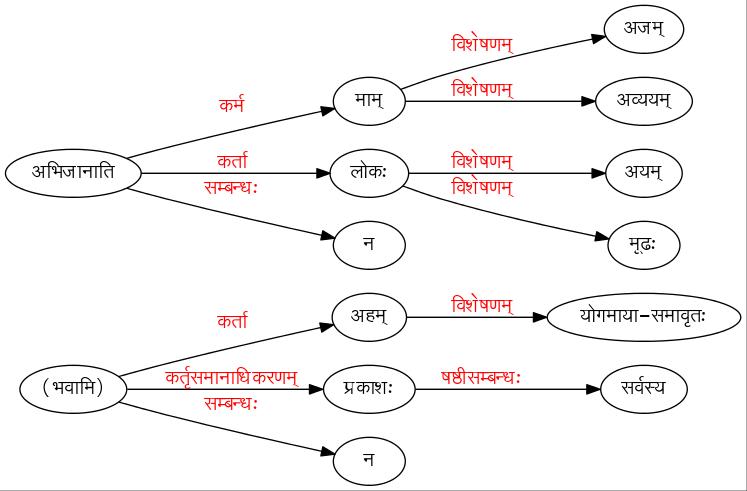 अजम्
विशेषणम्
माम्
विशेषणम्
अव्ययम्
कर्म
अभिजानाति
कर्ता
लोकः
विशेषणम्
अयम्
सम्बन्धः
विशेषणम्
न
मूढः
कर्ता
अहम्
विशेषणम्
योगमाया-समावृतः
(भवामि)
कर्तृसमानाधिकरणम्
प्रकाशः
षष्ठीसम्बन्धः
सर्वस्य
सम्बन्धः
न